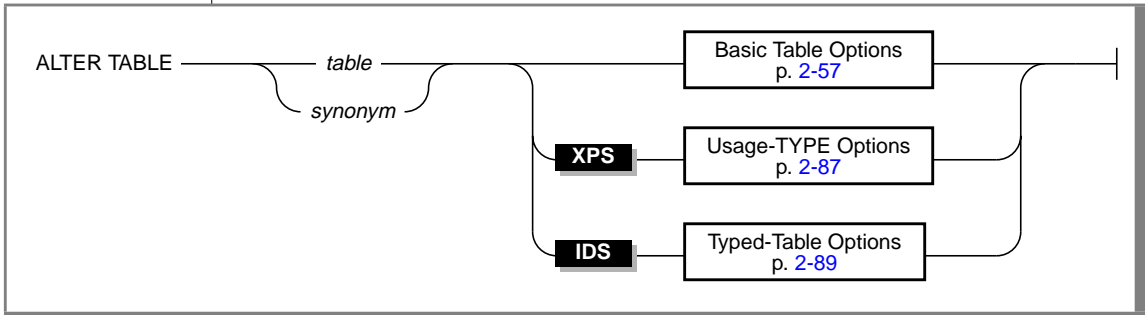 ALTER TABLE
table
synonym
Basic Table Options
p. 2-57
XPS
Usage-TYPE Options
p. 2-87
IDS
Typed-Table Options
p. 2-89